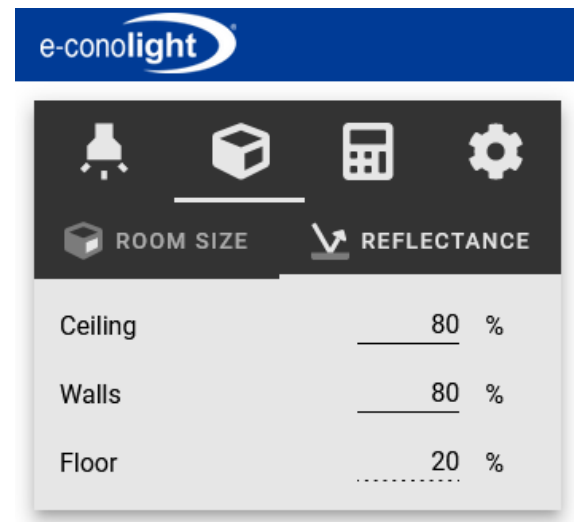 e-conolight
ROOM SIZE REFLECTANCE
Ceiling 80 %
Walls 80 %
Floor 20 %